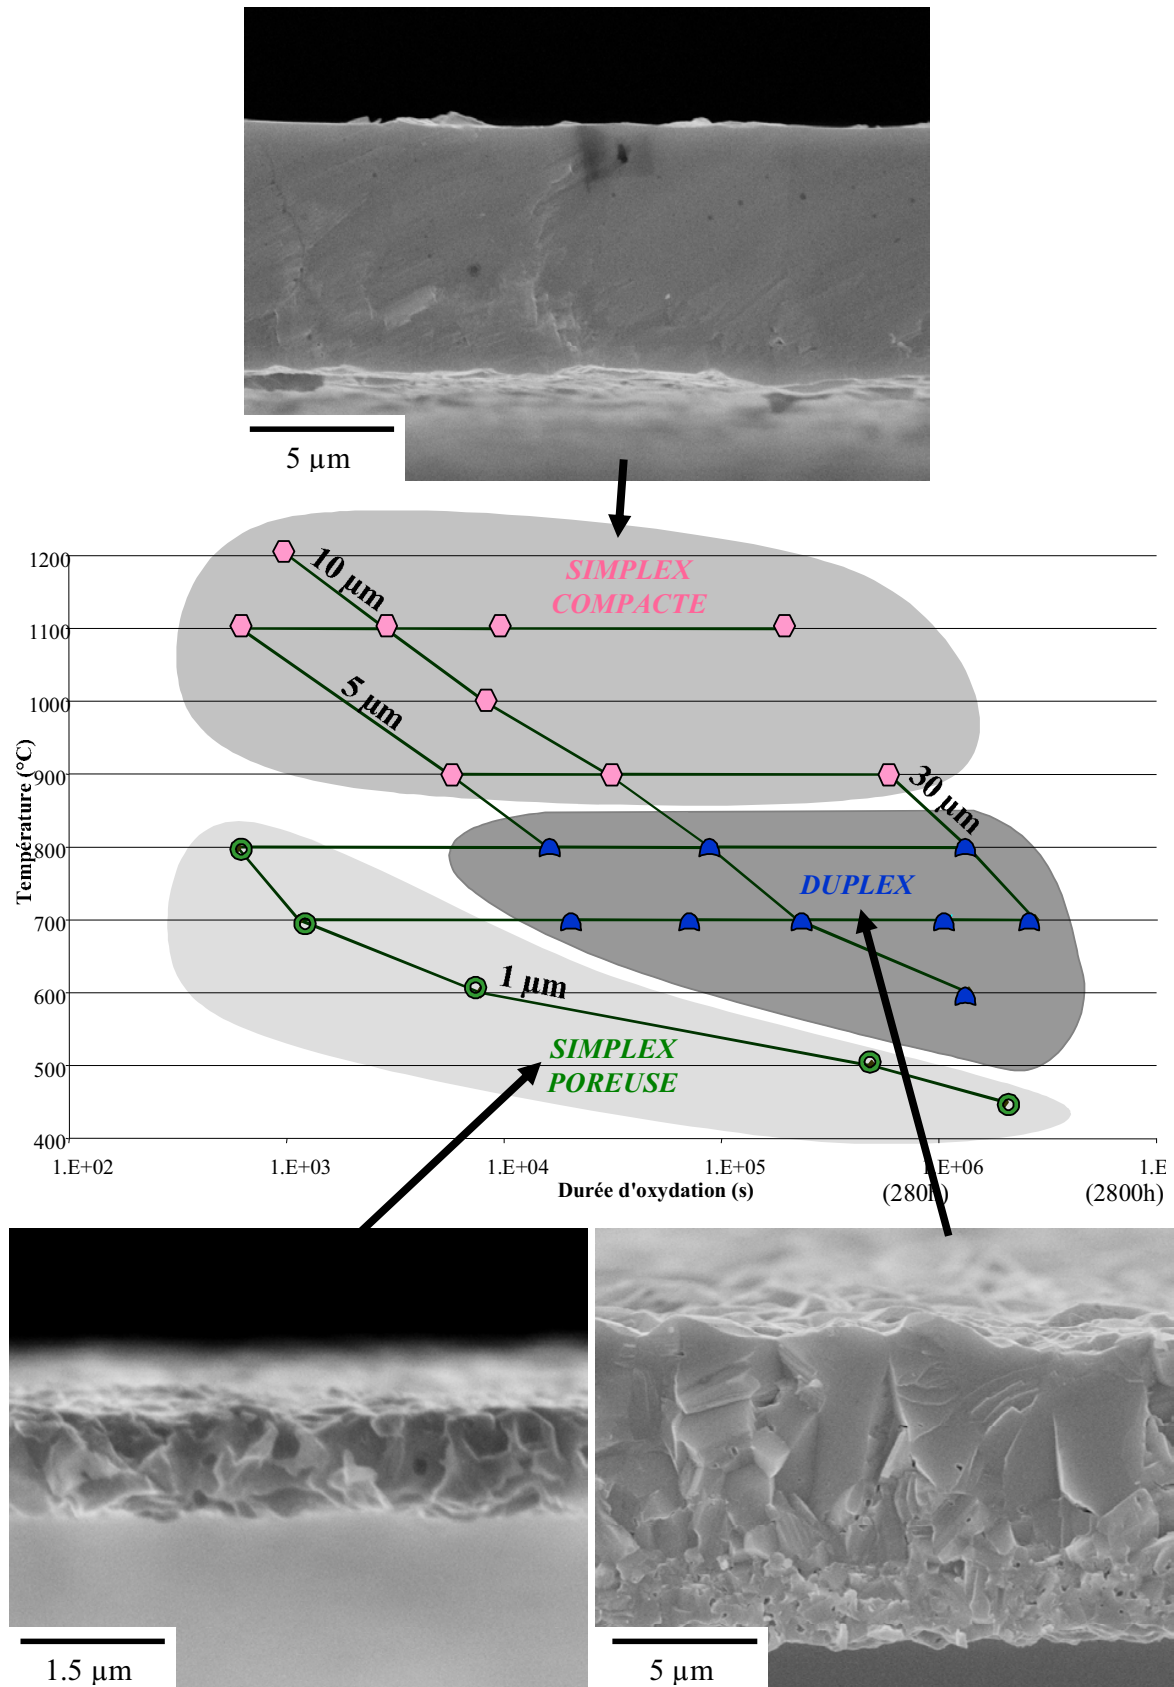 5 µm
1200
10 µm
SIMPLEX
COMPACTE
1100
5 µm
1000
Température (°C)
900
30 µm
800
DUPLEX
700
1 µm
600
SIMPLEX
POREUSE
500
400
1.E+02
1.E+03
1.E+04
1.E+05
1.E+06
1.E
Durée d'oxydation (s)
(280h)
(2800h)
1.5 µm
5 µm